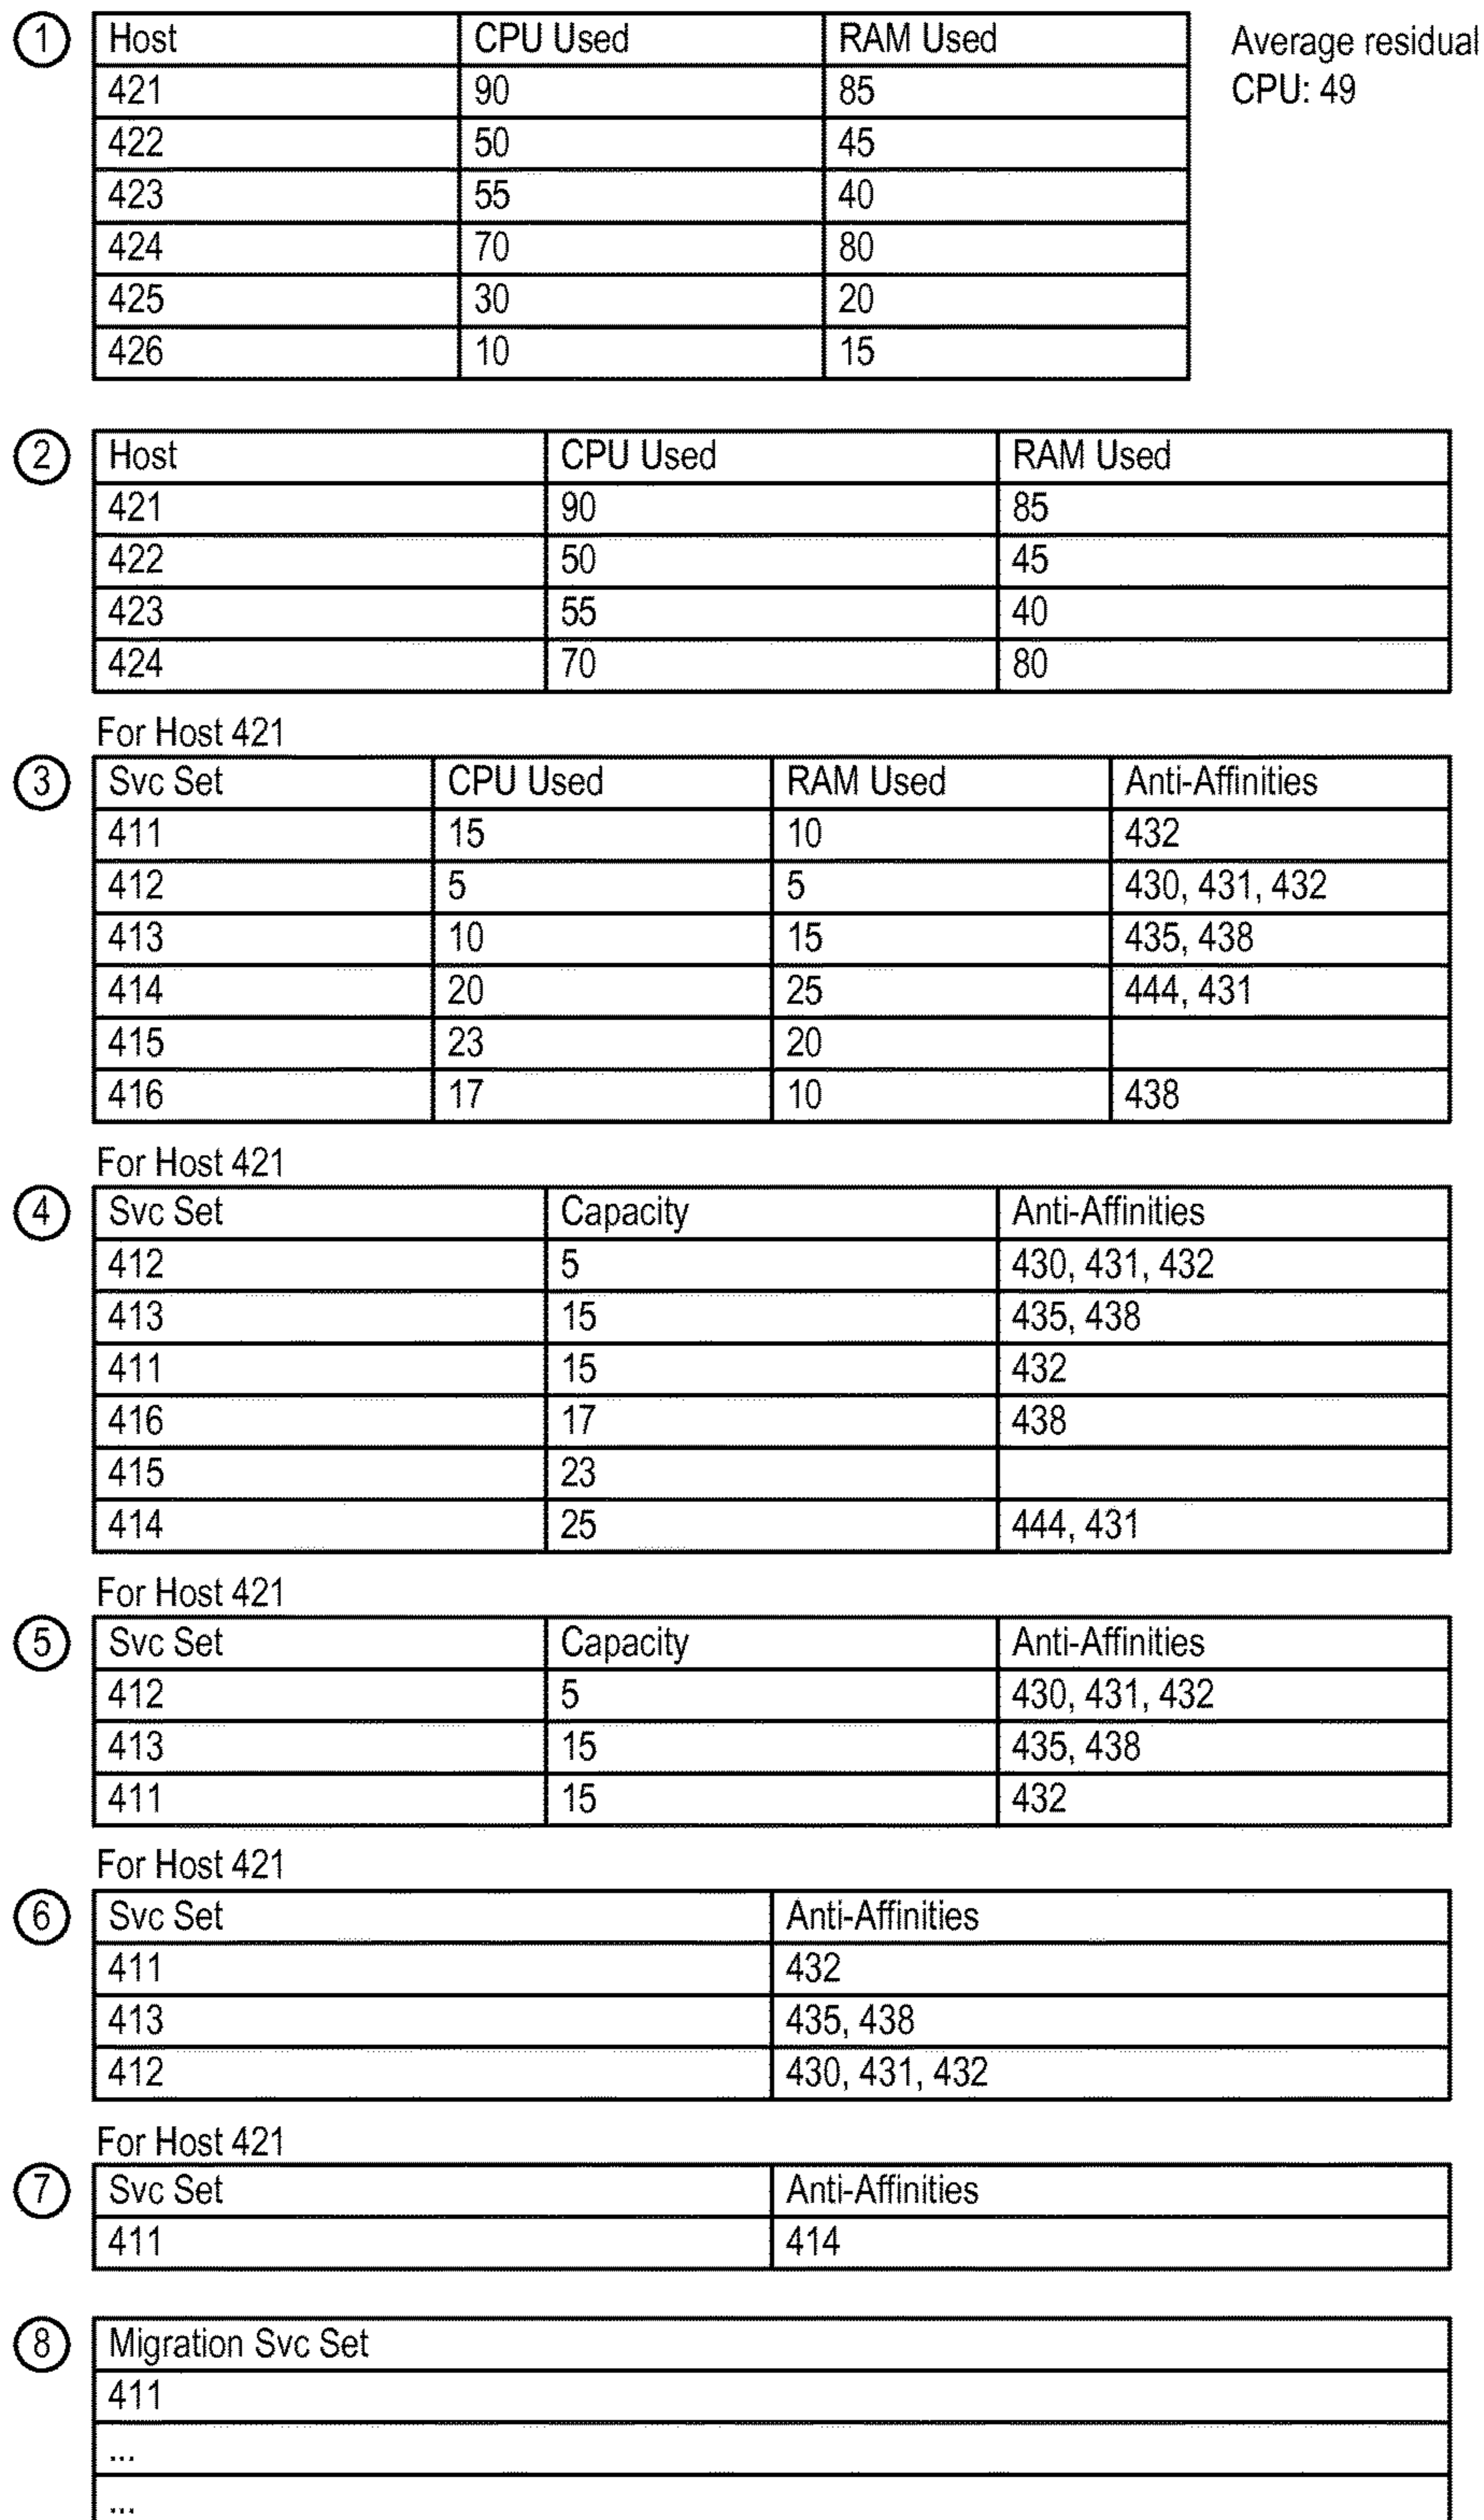 1 Host CPU Used RAM Used Average residual
421 90 85 CPU: 49
422 50 45
423 55 40
424 70 80
425 30 20
426 10 15
2 Host CPU Used RAM Used
421 90 85
422 50 45
423 55 40
424 70 80
For Host 421
3 Svc Set CPU Used RAM Used Anti-Affinities
411 15 10 432
412 5 5 430, 431, 432
413 10 15 435, 438
414 20 25 444, 431
415 23 20
416 17 10 438
For Host 421
4 Svc Set Capacity Anti-Affinities
412 5 430, 431, 432
413 15 435, 438
411 15 432
416 17 438
415 23
414 25 444, 431
For Host 421
5 Svc Set Capacity Anti-Affinities
412 5 430, 431, 432
413 15 435, 438
411 15 432
For Host 421
6 Svc Set Anti-Affinities
411 432
413 435, 438
412 430, 431, 432
For Host 421
7 Svc Set Anti-Affinities
411 414
8 Migration Svc Set
411
...
...